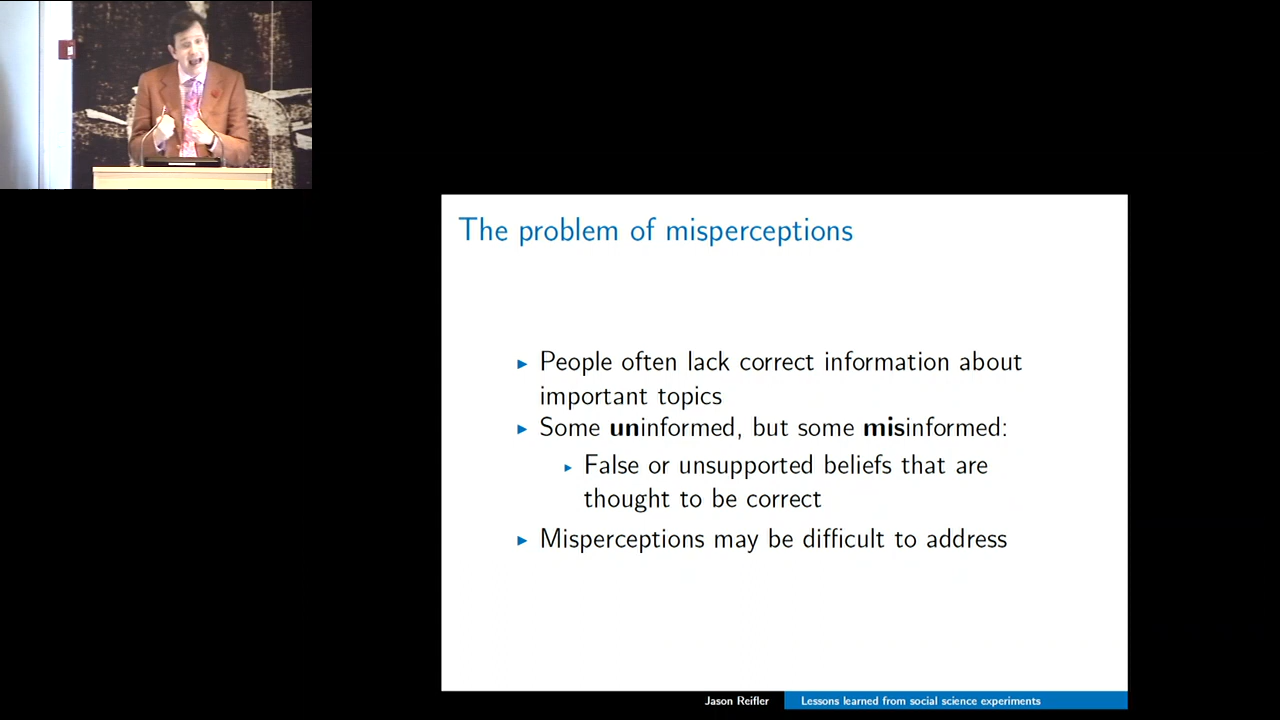 The problem of misperceptions
▸ People often lack correct information about
important topics
▸ Some uninformed, but some misinformed:
▸ False or unsupported beliefs that are
thought to be correct
▸ Misperceptions may be difficult to address
Jason Reifler Lessons learned from social science experiments